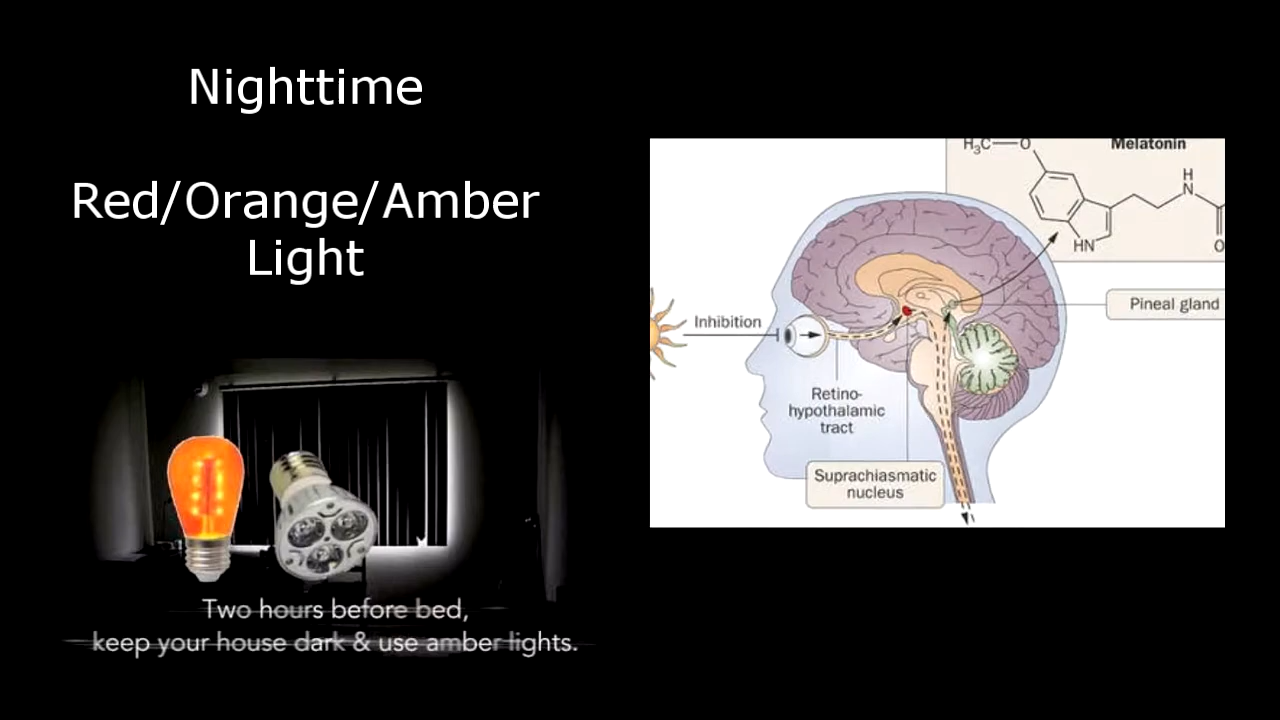 Nighttime
Red/Orange/Amber
Light
Two hours before bed,
keep your house dark & use amber lights.
H₃C
O
Melatonin
H
N
HN
O
Pineal gland
Inhibition
Retino-
hypothalamic
tract
Suprachiasmatic
nucleus